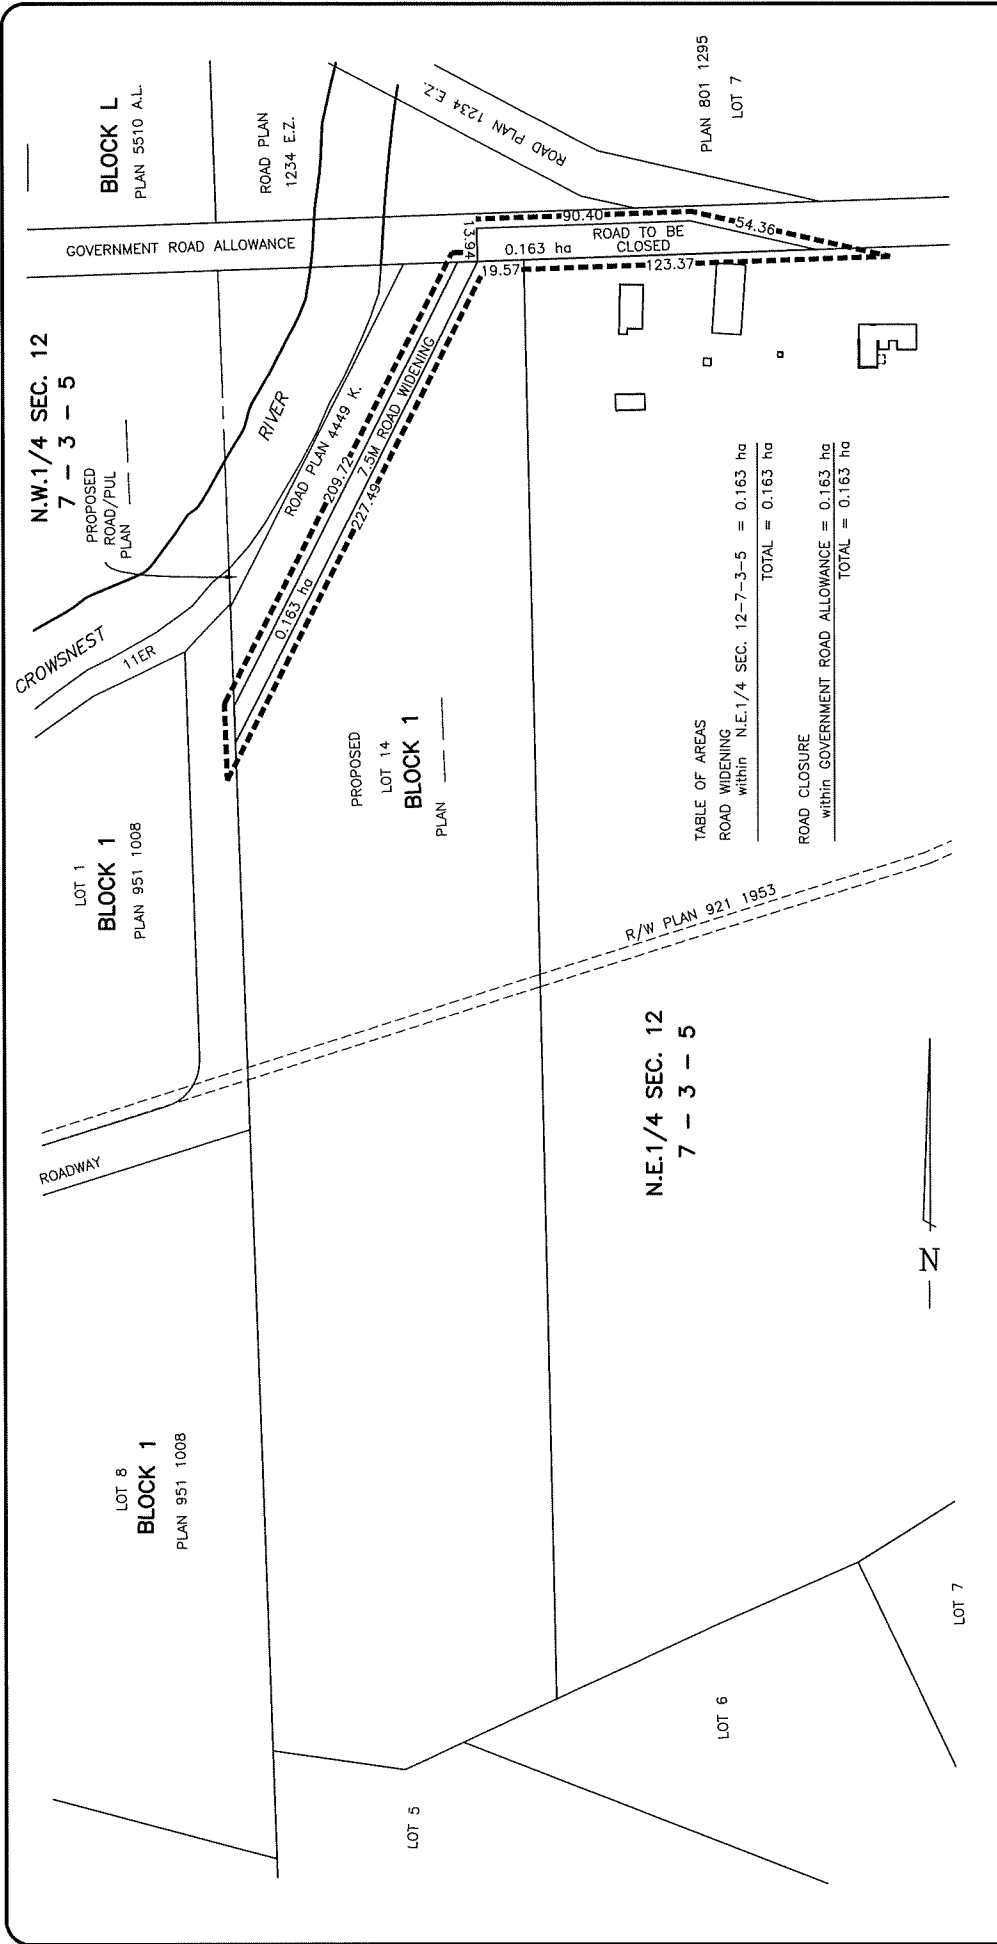 BLOCK L
PLAN 5510 A.L.
ROAD PLAN
1234 E.Z.
ROAD PLAN 1234 E.Z.
PLAN 801 1295
LOT 7
GOVERNMENT ROAD ALLOWANCE
13.94
90.40
ROAD TO BE
CLOSED
54.36
0.163 ha
19.57
123.37
N.W.1/4 SEC. 12
7 - 3 - 5
PROPOSED
ROAD/PUL
PLAN
RIVER
ROAD PLAN 4449 K.
209.72
7.5M ROAD WIDENING
227.49
0.163 ha
CROWSNEST
11ER
LOT 1
BLOCK 1
PLAN 951 1008
PROPOSED
LOT 14
BLOCK 1
PLAN
TABLE OF AREAS
ROAD WIDENING
within N.E.1/4 SEC. 12-7-3-5 = 0.163 ha
TOTAL = 0.163 ha
ROAD CLOSURE
within GOVERNMENT ROAD ALLOWANCE = 0.163 ha
TOTAL = 0.163 ha
R/W PLAN 921 1953
ROADWAY
N.E.1/4 SEC. 12
7 - 3 - 5
N
LOT 8
BLOCK 1
PLAN 951 1008
LOT 5
LOT 6
LOT 7